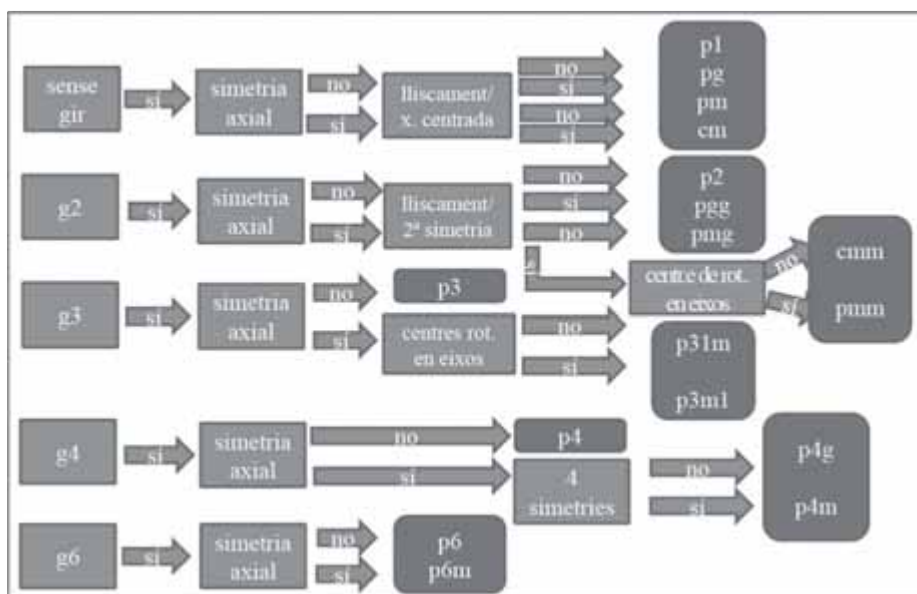 sense
gir
sí
simetria
axial
no
sí
lliscament/
x. centrada
no
sí
no
sí
p1
pg
pm
cm
g2
sí
simetria
axial
no
sí
lliscament/
2ª simetria
no
sí
no
sí
p2
pgg
pmg
centre de rot.
en eixos
no
sí
cmm
pmm
g3
sí
simetria
axial
no
sí
p3
centres rot.
en eixos
no
sí
p31m
p3m1
g4
sí
simetria
axial
no
sí
p4
4
simetries
no
sí
p4g
p4m
g6
sí
simetria
axial
no
sí
p6
p6m